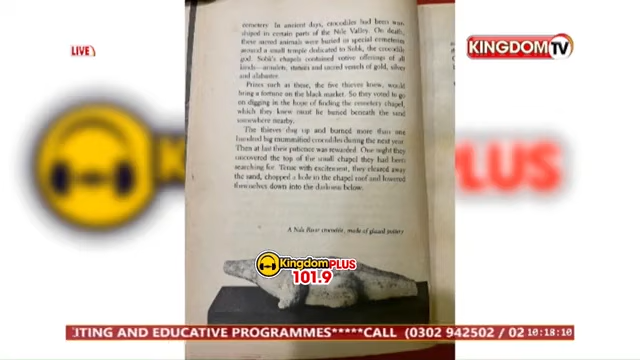 LIVE
KINGDOM TV
cemetery. In ancient days, crocodiles had been wor-
shiped in certain parts of the Nile Valley. On death,
these sacred animals were buried in special cemeteries
around a small temple dedicated to Sobk, the crocodile
god. Sobk's chapels contained votive offerings of all
kinds—amulets, statues and sacred vessels of gold, silver
and alabaster.
Prizes such as these, the five thieves knew, would
bring a fortune on the black market. So they voted to go
on digging in the hope of finding the cemetery chapel,
which they knew must lie buried beneath the sand
somewhere nearby.
The thieves dug up and burned more than one
hundred big mummified crocodiles during the next year.
Then at last their patience was rewarded. One night they
uncovered the top of the small chapel they had been
searching for. Tense with excitement, they cleared away
the sand, chopped a hole in the chapel roof and lowered
themselves down into the darkness below.
A Nile River crocodile, made of glazed pottery
Kingdom PLUS
101.9
Kingdom PLUS
ITING AND EDUCATIVE PROGRAMMES*****CALL (0302 942502 / 02
10:18:10